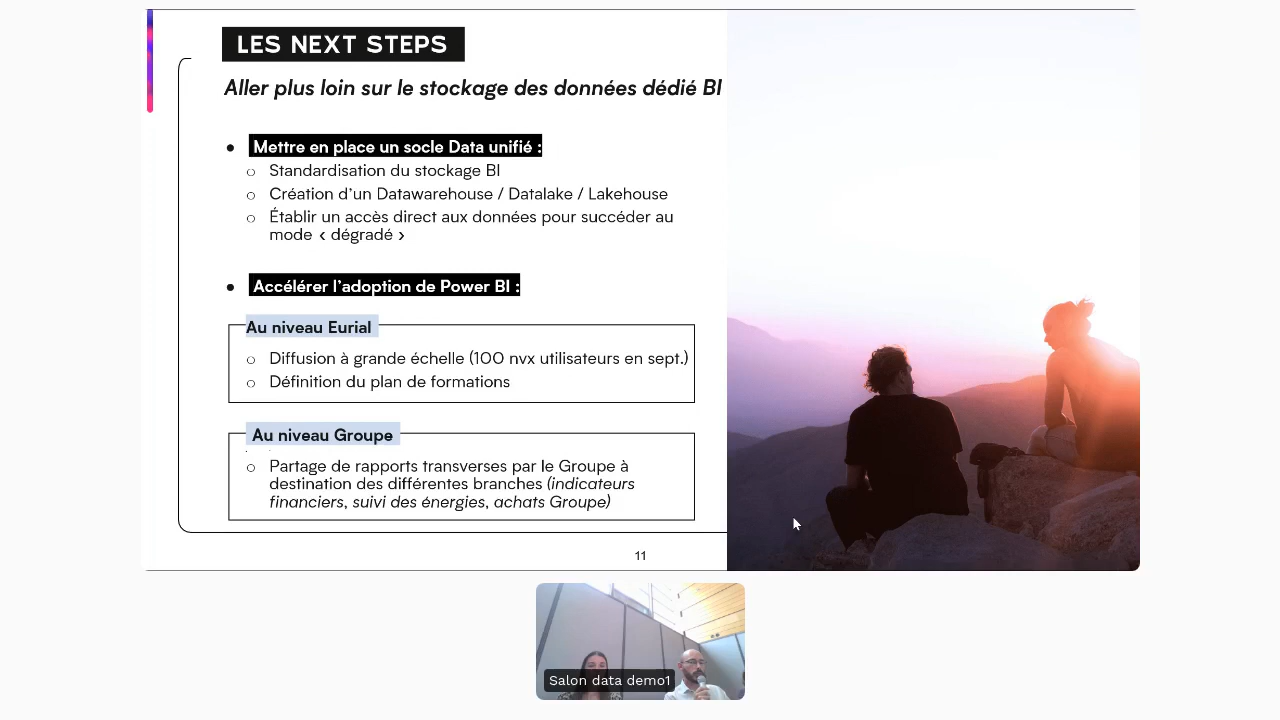 LES NEXT STEPS
Aller plus loin sur le stockage des données dédié BI
• Mettre en place un socle Data unifié :
o Standardisation du stockage BI
o Création d'un Datawarehouse / Datalake / Lakehouse
o Établir un accès direct aux données pour succéder au
mode ‹ dégradé ›
• Accélérer l'adoption de Power BI :
Au niveau Eurial
o Diffusion à grande échelle (100 nvx utilisateurs en sept.)
o Définition du plan de formations
Au niveau Groupe
o Partage de rapports transverses par le Groupe à
destination des différentes branches (indicateurs
financiers, suivi des énergies, achats Groupe)
11
Salon data demo1